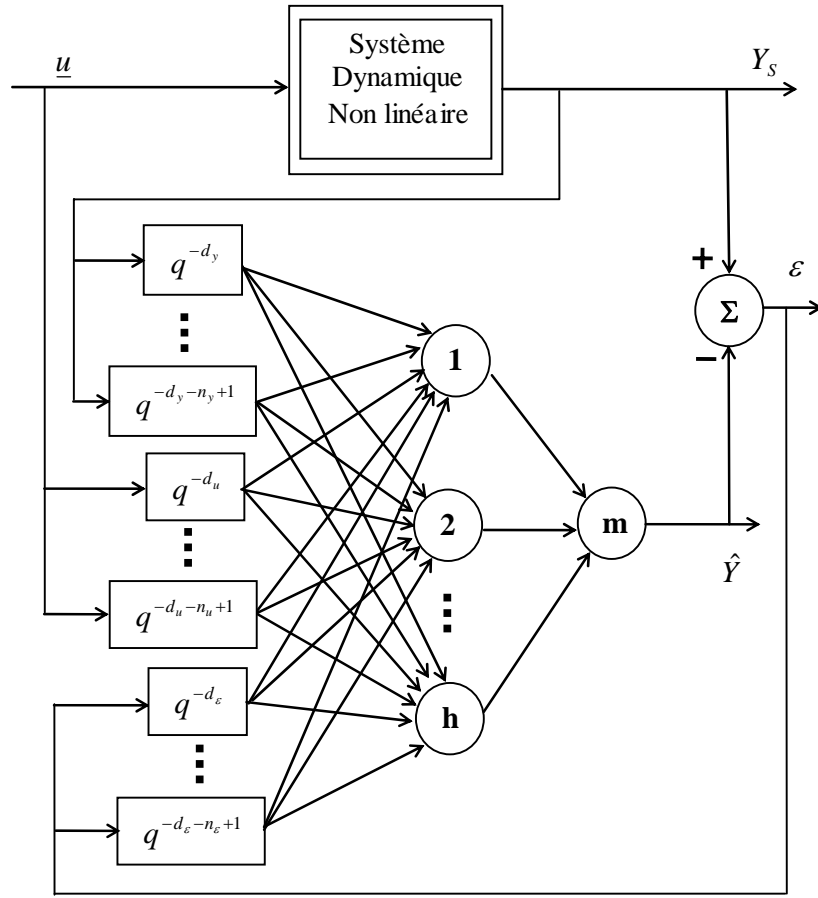 u
Système
Dynamique
Non linéaire
Y_S
q^{-d_y}
q^{-d_y-n_y+1}
q^{-d_u}
q^{-d_u-n_u+1}
q^{-d_ε}
q^{-d_ε-n_ε+1}
1
2
h
m
+
Σ
−
ε
Ŷ